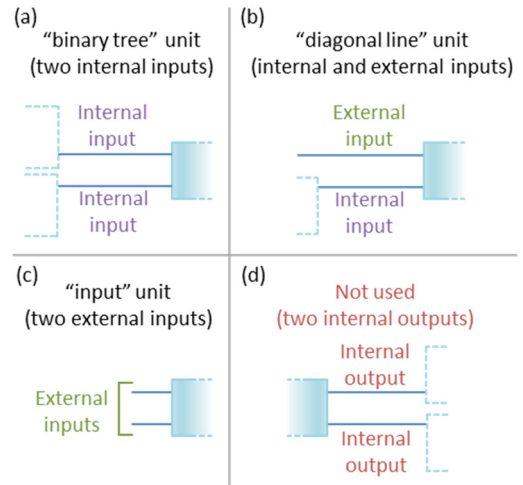 (a)
“binary tree” unit
(two internal inputs)
Internal
input
Internal
input
(b)
“diagonal line” unit
(internal and external inputs)
External
input
Internal
input
(c)
“input” unit
(two external inputs)
External
inputs
(d)
Not used
(two internal outputs)
Internal
output
Internal
output